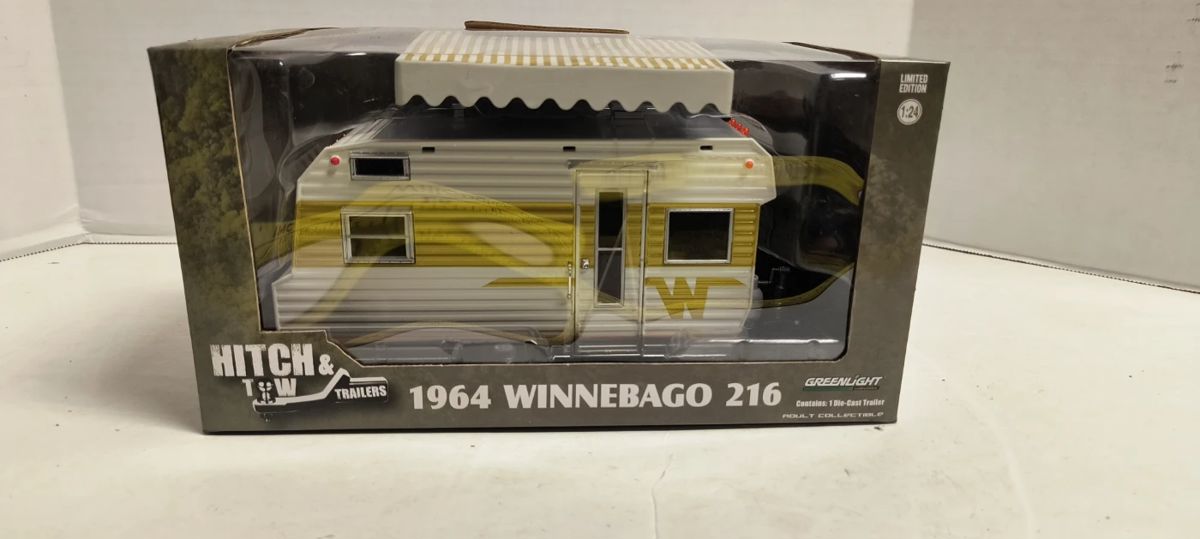 LIMITED
EDITION
1:24
W
HITCH &
TOW
TRAILERS
1964 WINNEBAGO 216
GREENLIGHT
Contains: 1 Die-Cast Trailer
ADULT COLLECTIBLE